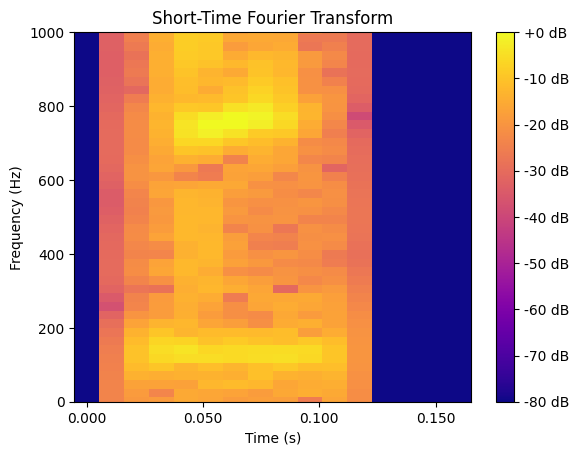 Short-Time Fourier Transform
1000
800
600
400
200
0
Frequency (Hz)
0.000
0.050
0.100
0.150
Time (s)
+0 dB
-10 dB
-20 dB
-30 dB
-40 dB
-50 dB
-60 dB
-70 dB
-80 dB